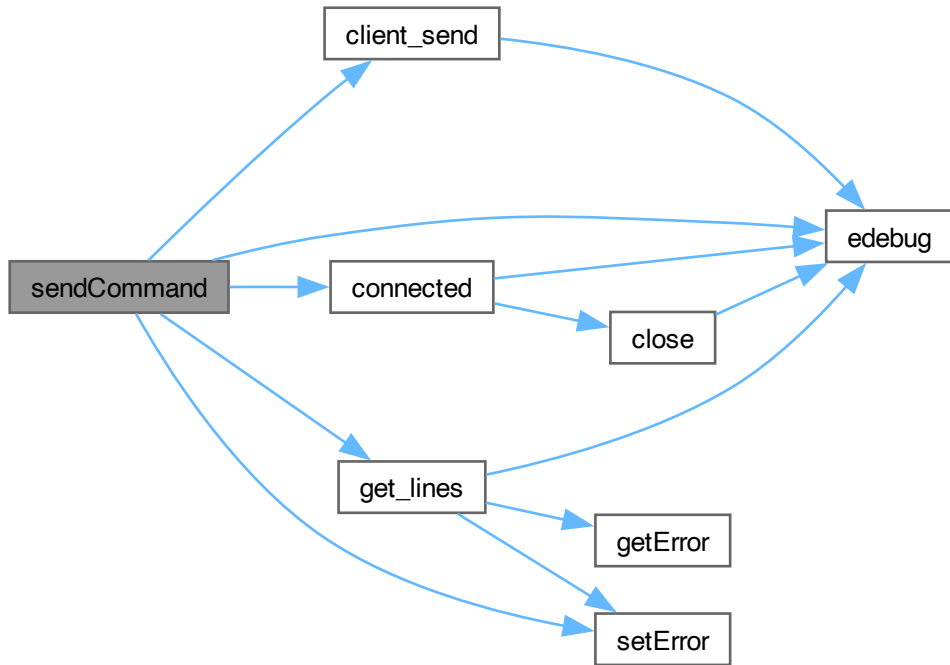 client_send
edebug
sendCommand
connected
close
get_lines
getError
setError